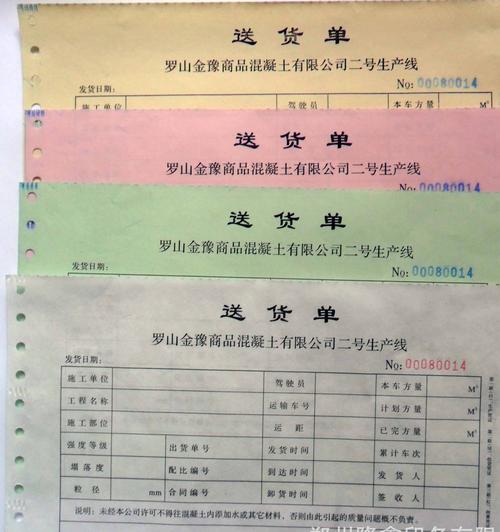 送货单
罗山金豫商品混凝土有限公司二号生产线
发货日期: No: 00080014
施工单位 驾驶员 本车方量 M³
送货单
罗山金豫商品混凝土有限公司二号生产线
00080014
送货单
罗山金豫商品混凝土有限公司二号生产线
发货日期: No: 00080014
送货单
罗山金豫商品混凝土有限公司二号生产线
发货日期: No: 00080014
施工单位 驾驶员 本车方量 M³
工程名称 运输车号 计划方量 M³
施工部位 运距 已完方量 M³
强度等级 出货单号 发货时间 累计车次
塌落度 配比编号 到达时间 发货人
粒径 mm 合同编号 卸完时间 签收人
说明: 未经本公司许可不得往混凝土内添加水或其它材料, 否则由此引起的质量问题概不负责。